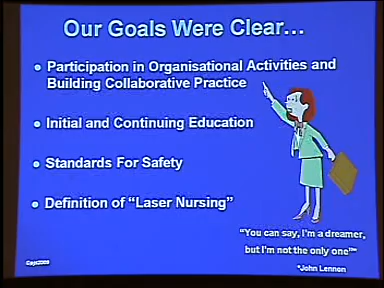 Our Goals Were Clear...
Participation in Organisational Activities and
Building Collaborative Practice
Initial and Continuing Education
Standards For Safety
Definition of "Laser Nursing"
"You can say, I'm a dreamer,
but I'm not the only one"*
*John Lennon